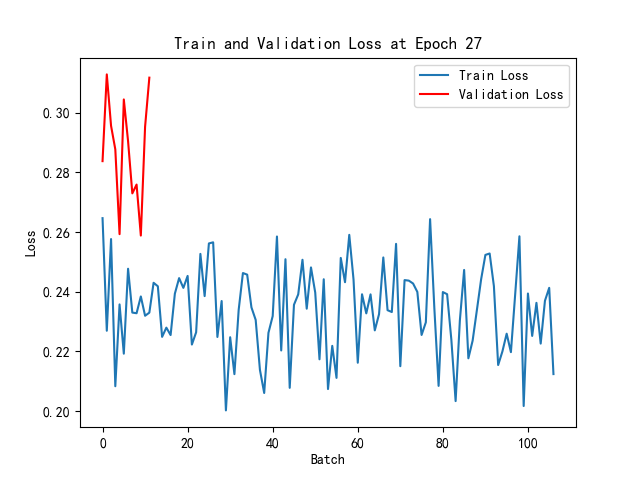 Train and Validation Loss at Epoch 27
Train Loss
Validation Loss
Loss
0.30
0.28
0.26
0.24
0.22
0.20
0 20 40 60 80 100
Batch